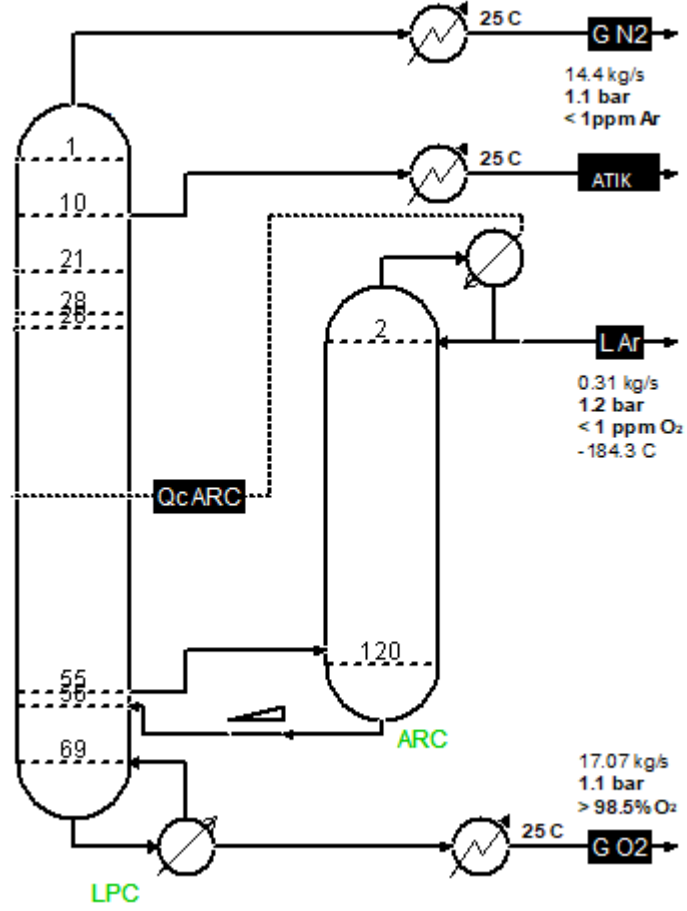 25 C
G N2
14.4 kg/s
1.1 bar
< 1ppm Ar
1
25 C
ATIK
10
21
28
28
2
L Ar
0.31 kg/s
1.2 bar
< 1 ppm O₂
-184.3 C
Qc ARC
55
56
120
ARC
69
17.07 kg/s
1.1 bar
> 98.5% O₂
25 C
G O2
LPC